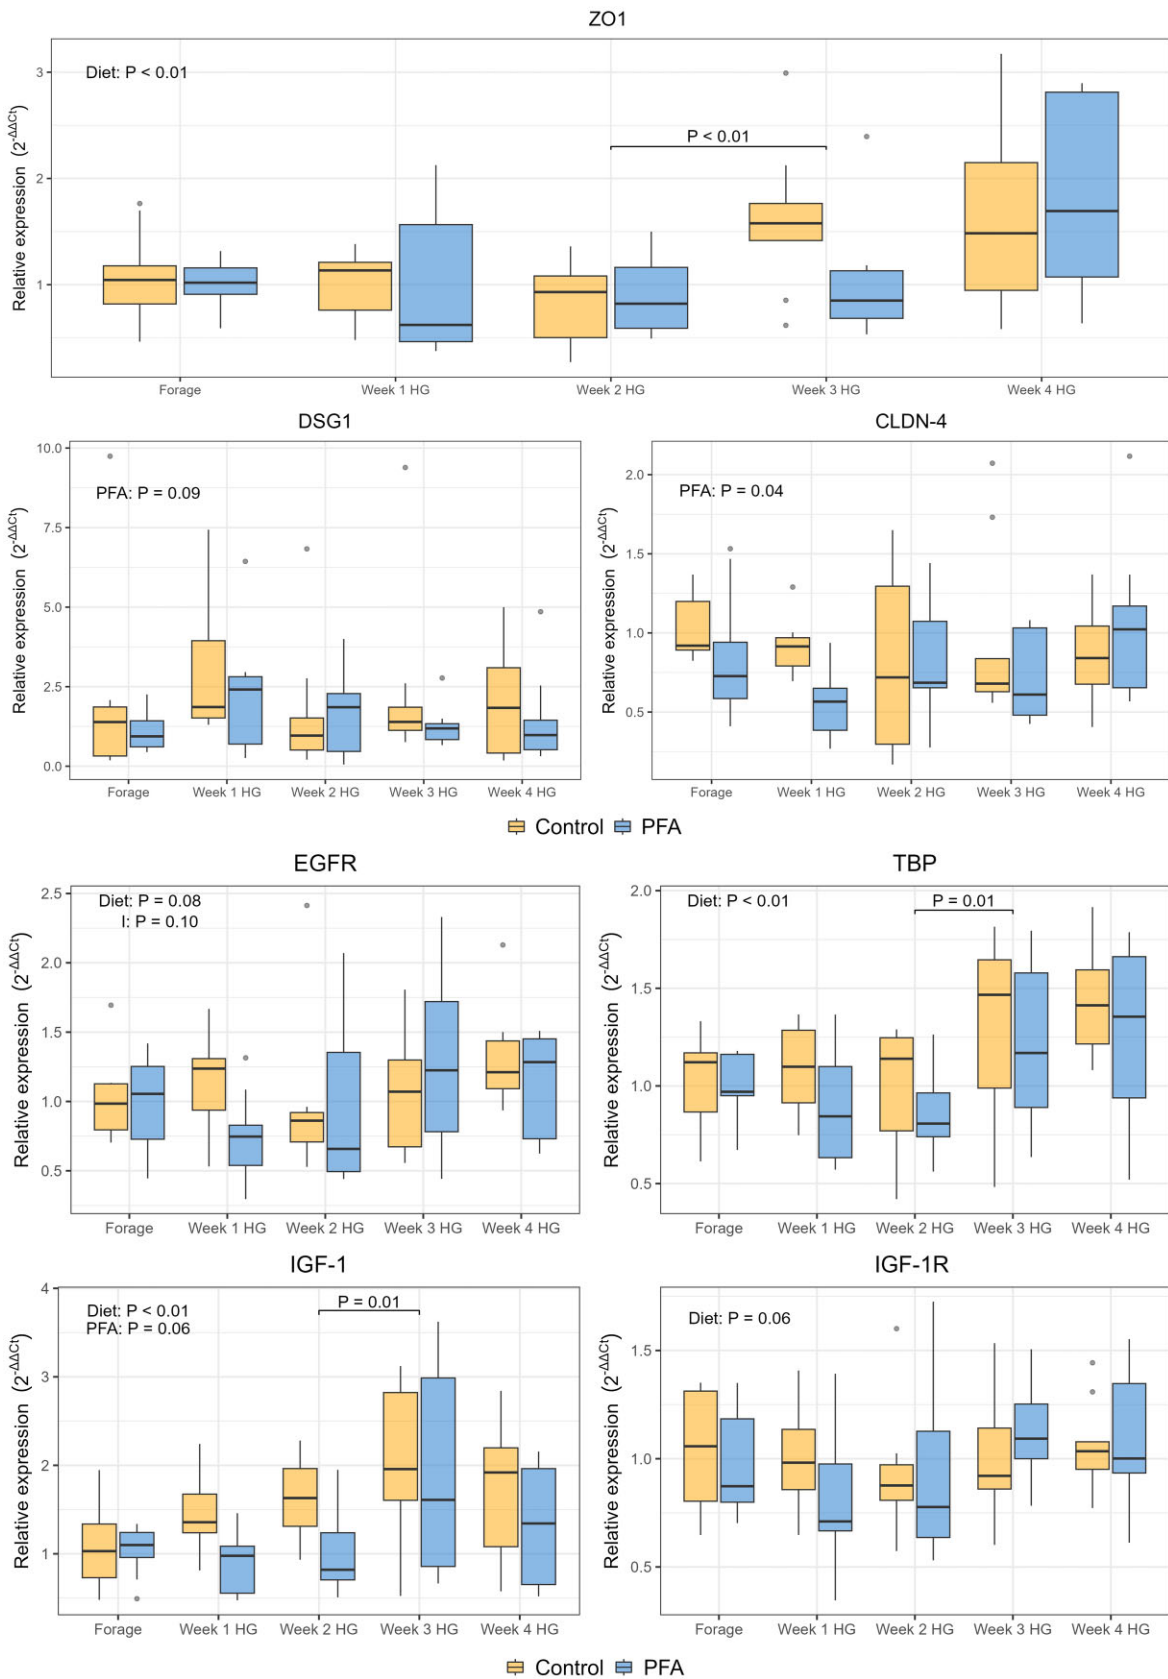 ZO1
Relative expression (2^-ΔΔCt)
3
2
1
Diet: P < 0.01
P < 0.01
Forage
Week 1 HG
Week 2 HG
Week 3 HG
Week 4 HG
DSG1
Relative expression (2^-ΔΔCt)
10.0
7.5
5.0
2.5
0.0
PFA: P = 0.09
Forage
Week 1 HG
Week 2 HG
Week 3 HG
Week 4 HG
CLDN-4
Relative expression (2^-ΔΔCt)
2.0
1.5
1.0
0.5
PFA: P = 0.04
Forage
Week 1 HG
Week 2 HG
Week 3 HG
Week 4 HG
Control PFA
EGFR
Relative expression (2^-ΔΔCt)
2.5
2.0
1.5
1.0
0.5
Diet: P = 0.08
I: P = 0.10
Forage
Week 1 HG
Week 2 HG
Week 3 HG
Week 4 HG
TBP
Relative expression (2^-ΔΔCt)
2.0
1.5
1.0
0.5
Diet: P < 0.01
P = 0.01
Forage
Week 1 HG
Week 2 HG
Week 3 HG
Week 4 HG
IGF-1
Relative expression (2^-ΔΔCt)
4
3
2
1
Diet: P < 0.01
PFA: P = 0.06
P = 0.01
Forage
Week 1 HG
Week 2 HG
Week 3 HG
Week 4 HG
IGF-1R
Relative expression (2^-ΔΔCt)
1.5
1.0
0.5
Diet: P = 0.06
Forage
Week 1 HG
Week 2 HG
Week 3 HG
Week 4 HG
Control PFA